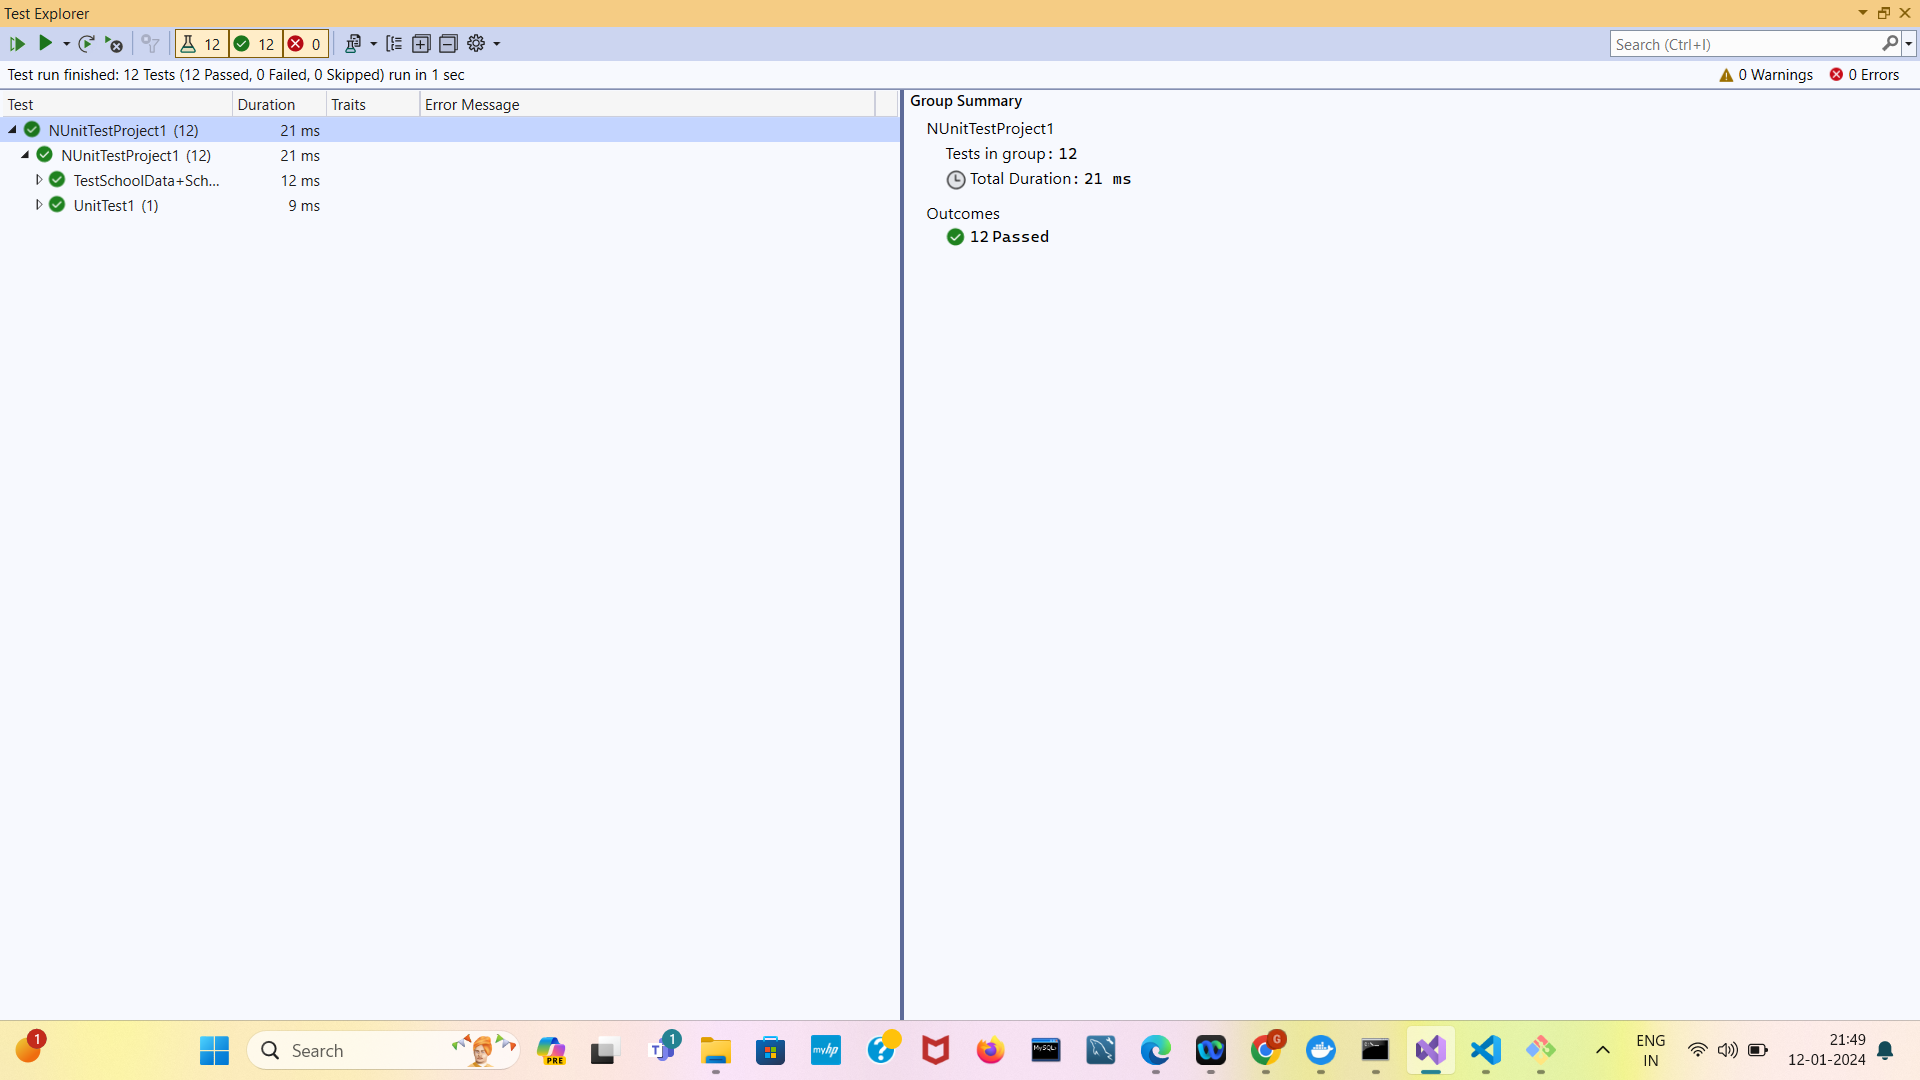 Test Explorer
12 12 0
Search (Ctrl+I)
Test run finished: 12 Tests (12 Passed, 0 Failed, 0 Skipped) run in 1 sec
0 Warnings 0 Errors
Test Duration Traits Error Message
NUnitTestProject1 (12) 21 ms
NUnitTestProject1 (12) 21 ms
TestSchoolData+Sch... 12 ms
UnitTest1 (1) 9 ms
Group Summary
NUnitTestProject1
Tests in group: 12
Total Duration: 21 ms
Outcomes
12 Passed
1
Search
PRE
1
myhp
MySQL
G
ENG
IN
21:49
12-01-2024